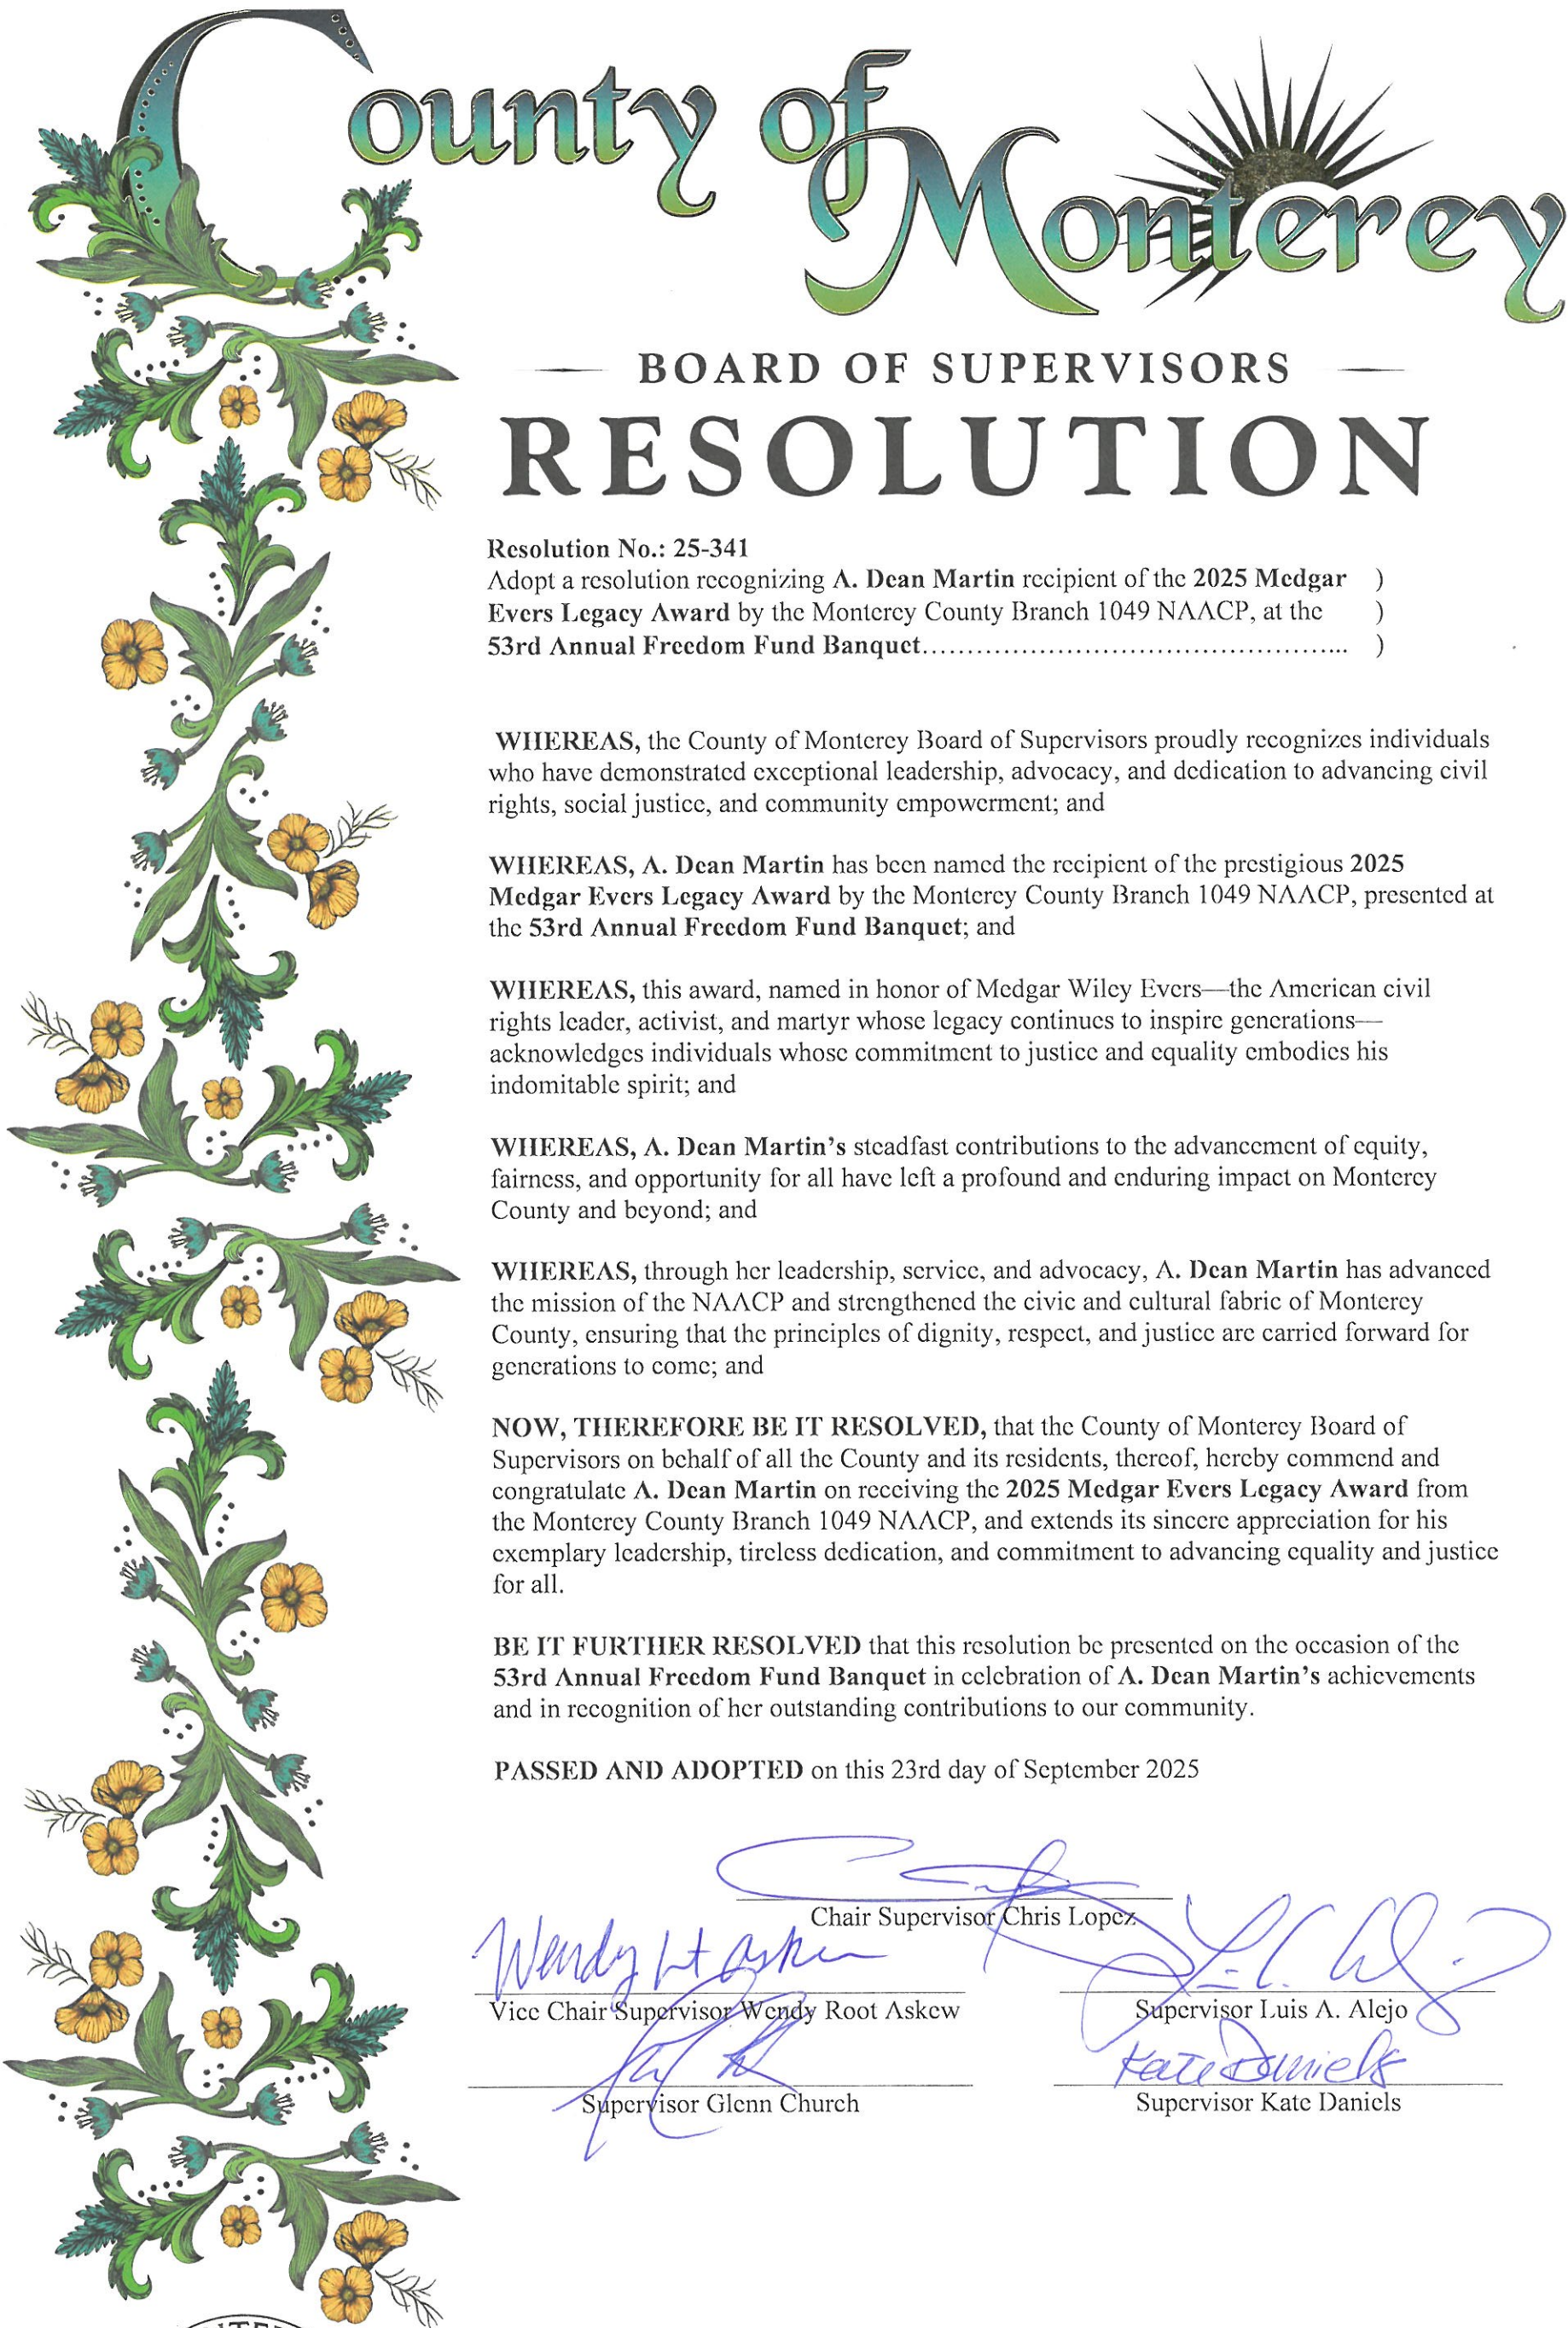 County of
Monterey
BOARD OF SUPERVISORS
RESOLUTION
Resolution No.: 25-341
Adopt a resolution recognizing A. Dean Martin recipient of the 2025 Medgar )
Evers Legacy Award by the Monterey County Branch 1049 NAACP, at the )
53rd Annual Freedom Fund Banquet................................................ )
WHEREAS, the County of Monterey Board of Supervisors proudly recognizes individuals
who have demonstrated exceptional leadership, advocacy, and dedication to advancing civil
rights, social justice, and community empowerment; and
WHEREAS, A. Dean Martin has been named the recipient of the prestigious 2025
Medgar Evers Legacy Award by the Monterey County Branch 1049 NAACP, presented at
the 53rd Annual Freedom Fund Banquet; and
WHEREAS, this award, named in honor of Medgar Wiley Evers—the American civil
rights leader, activist, and martyr whose legacy continues to inspire generations—
acknowledges individuals whose commitment to justice and equality embodies his
indomitable spirit; and
WHEREAS, A. Dean Martin’s steadfast contributions to the advancement of equity,
fairness, and opportunity for all have left a profound and enduring impact on Monterey
County and beyond; and
WHEREAS, through her leadership, service, and advocacy, A. Dean Martin has advanced
the mission of the NAACP and strengthened the civic and cultural fabric of Monterey
County, ensuring that the principles of dignity, respect, and justice are carried forward for
generations to come; and
NOW, THEREFORE BE IT RESOLVED, that the County of Monterey Board of
Supervisors on behalf of all the County and its residents, thereof, hereby commend and
congratulate A. Dean Martin on receiving the 2025 Medgar Evers Legacy Award from
the Monterey County Branch 1049 NAACP, and extends its sincere appreciation for his
exemplary leadership, tireless dedication, and commitment to advancing equality and justice
for all.
BE IT FURTHER RESOLVED that this resolution be presented on the occasion of the
53rd Annual Freedom Fund Banquet in celebration of A. Dean Martin’s achievements
and in recognition of her outstanding contributions to our community.
PASSED AND ADOPTED on this 23rd day of September 2025
Chair Supervisor Chris Lopez
Wendy Askew
Vice Chair Supervisor Wendy Root Askew
Supervisor Luis A. Alejo
Kate Daniels
Supervisor Glenn Church
Supervisor Kate Daniels